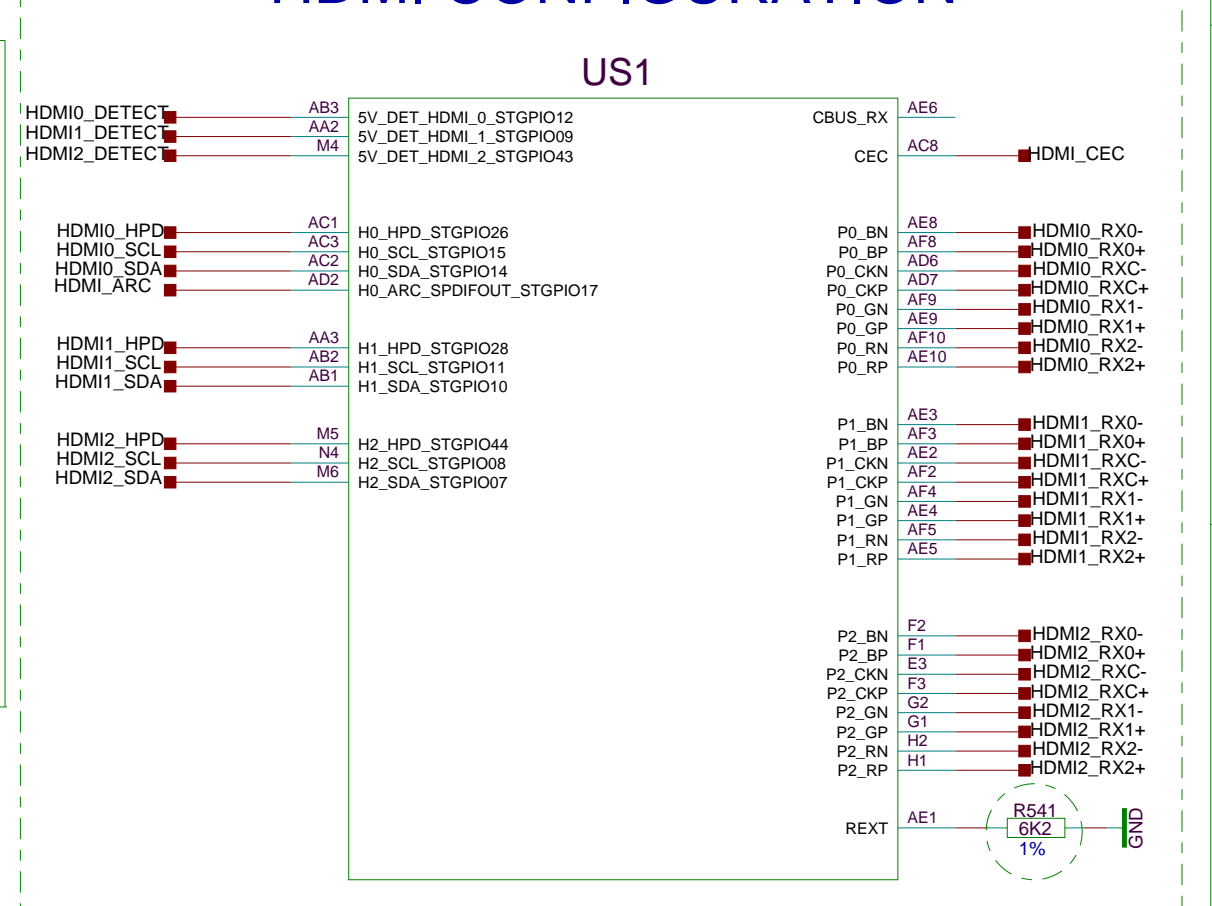 HDMI CONFIGURATION
US1
HDMI0_DETECT AB3 5V_DET_HDMI_0_STGPIO12
HDMI1_DETECT AA2 5V_DET_HDMI_1_STGPIO09
HDMI2_DETECT M4 5V_DET_HDMI_2_STGPIO43
HDMI0_HPD AC1 H0_HPD_STGPIO26
HDMI0_SCL AC3 H0_SCL_STGPIO15
HDMI0_SDA AC2 H0_SDA_STGPIO14
HDMI_ARC AD2 H0_ARC_SPDIFOUT_STGPIO17
HDMI1_HPD AA3 H1_HPD_STGPIO28
HDMI1_SCL AB2 H1_SCL_STGPIO11
HDMI1_SDA AB1 H1_SDA_STGPIO10
HDMI2_HPD M5 H2_HPD_STGPIO44
HDMI2_SCL N4 H2_SCL_STGPIO08
HDMI2_SDA M6 H2_SDA_STGPIO07
CBUS_RX AE6
CEC AC8 HDMI_CEC
P0_BN AE8 HDMI0_RX0-
P0_BP AF8 HDMI0_RX0+
P0_CKN AD6 HDMI0_RXC-
P0_CKP AD7 HDMI0_RXC+
P0_GN AF9 HDMI0_RX1-
P0_GP AE9 HDMI0_RX1+
P0_RN AF10 HDMI0_RX2-
P0_RP AE10 HDMI0_RX2+
P1_BN AE3 HDMI1_RX0-
P1_BP AF3 HDMI1_RX0+
P1_CKN AE2 HDMI1_RXC-
P1_CKP AF2 HDMI1_RXC+
P1_GN AF4 HDMI1_RX1-
P1_GP AE4 HDMI1_RX1+
P1_RN AF5 HDMI1_RX2-
P1_RP AE5 HDMI1_RX2+
P2_BN F2 HDMI2_RX0-
P2_BP F1 HDMI2_RX0+
P2_CKN E3 HDMI2_RXC-
P2_CKP F3 HDMI2_RXC+
P2_GN G2 HDMI2_RX1-
P2_GP G1 HDMI2_RX1+
P2_RN H2 HDMI2_RX2-
P2_RP H1 HDMI2_RX2+
REXT AE1
R541
6K2
1%
GND